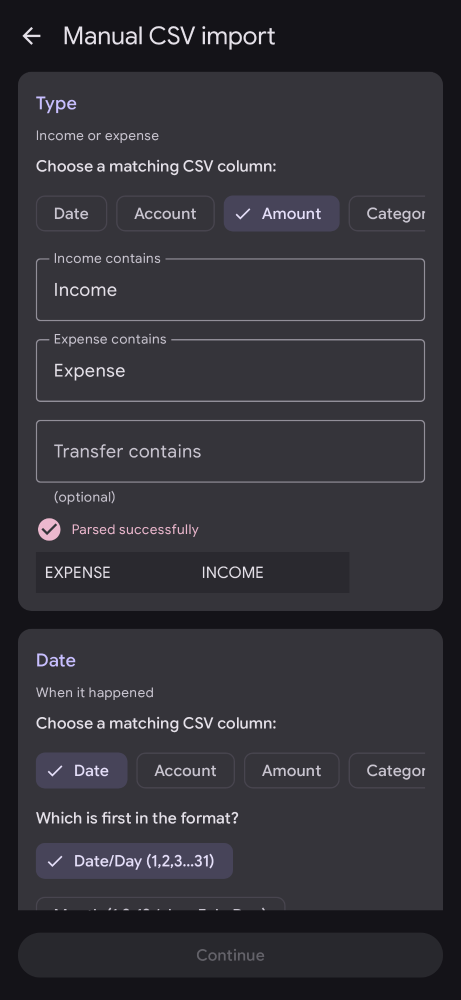 Manual CSV import
Type
Income or expense
Choose a matching CSV column:
Date Account Amount Categor
Income contains
Income
Expense contains
Expense
Transfer contains
(optional)
Parsed successfully
EXPENSE INCOME
Date
When it happened
Choose a matching CSV column:
Date Account Amount Categor
Which is first in the format?
Date/Day (1,2,3...31)
Continue